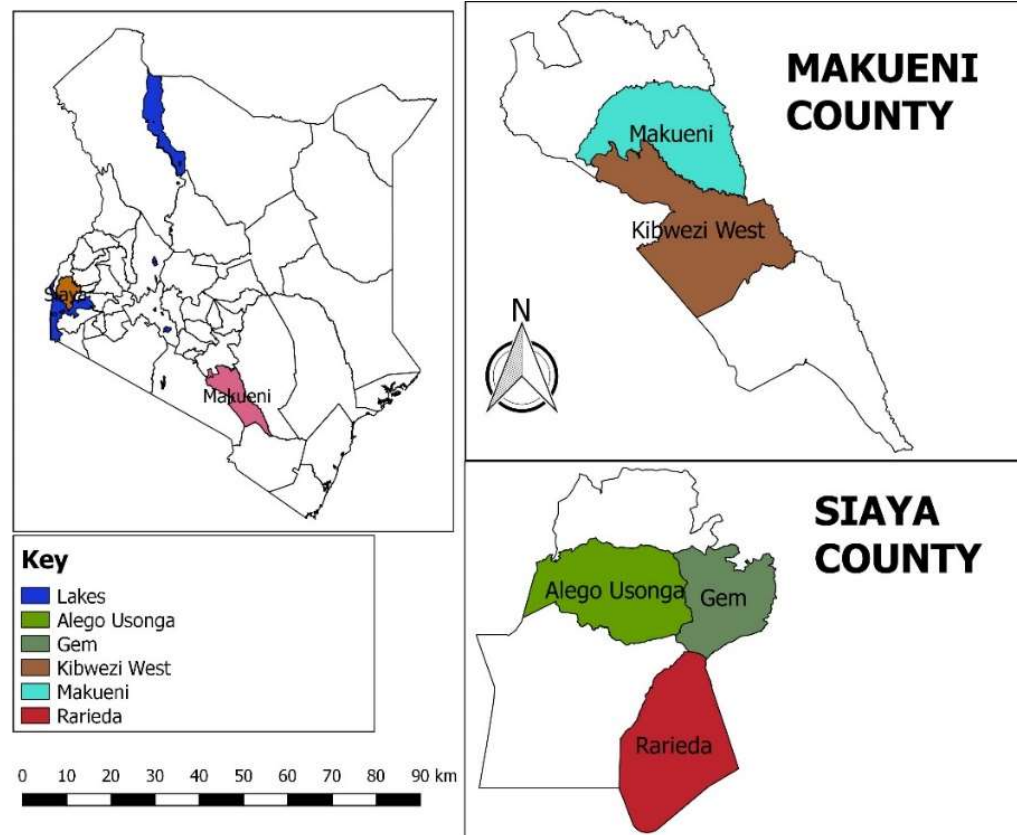 Siaya
Makueni
MAKUENI
COUNTY
Makueni
Kibwezi West
N
SIAYA
COUNTY
Alego Usonga
Gem
Rarieda
Key
Lakes
Alego Usonga
Gem
Kibwezi West
Makueni
Rarieda
0 10 20 30 40 50 60 70 80 90 km